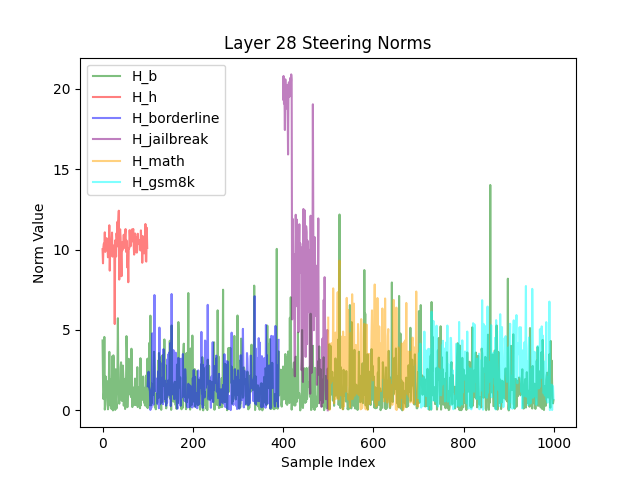 Layer 28 Steering Norms
H_b
H_h
H_borderline
H_jailbreak
H_math
H_gsm8k
20
15
10
5
0
Norm Value
0 200 400 600 800 1000
Sample Index